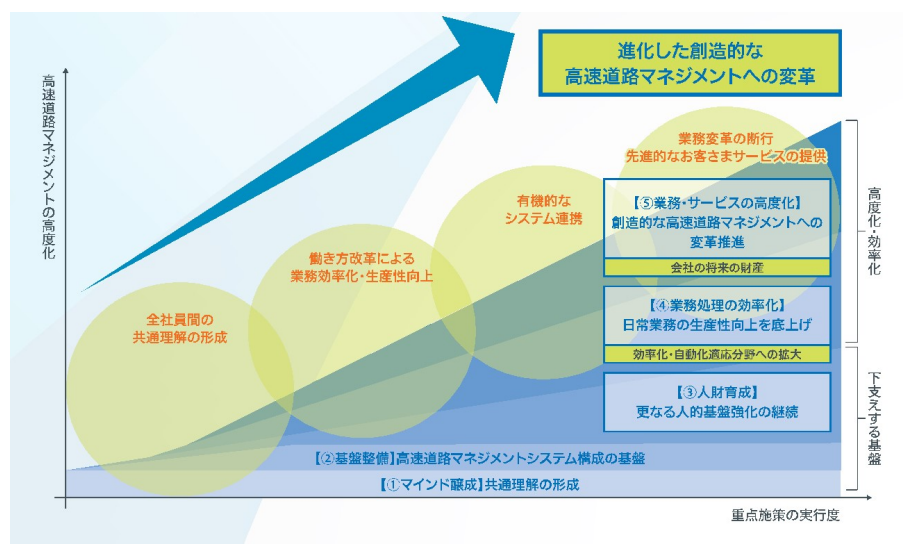 進化した創造的な
高速道路マネジメントへの変革
高速道路マネジメントの高度化
業務変革の断行
先進的なお客さまサービスの提供
有機的な
システム連携
働き方改革による
業務効率化・生産性向上
全社員間の
共通理解の形成
【⑤業務・サービスの高度化】
創造的な高速道路マネジメントへの
変革推進
会社の将来の財産
【④業務処理の効率化】
日常業務の生産性向上を底上げ
効率化・自動化適応分野への拡大
【③人財育成】
更なる人的基盤強化の継続
高度化・効率化
下支えする基盤
【②基盤整備】高速道路マネジメントシステム構成の基盤
【①マインド醸成】共通理解の形成
重点施策の実行度